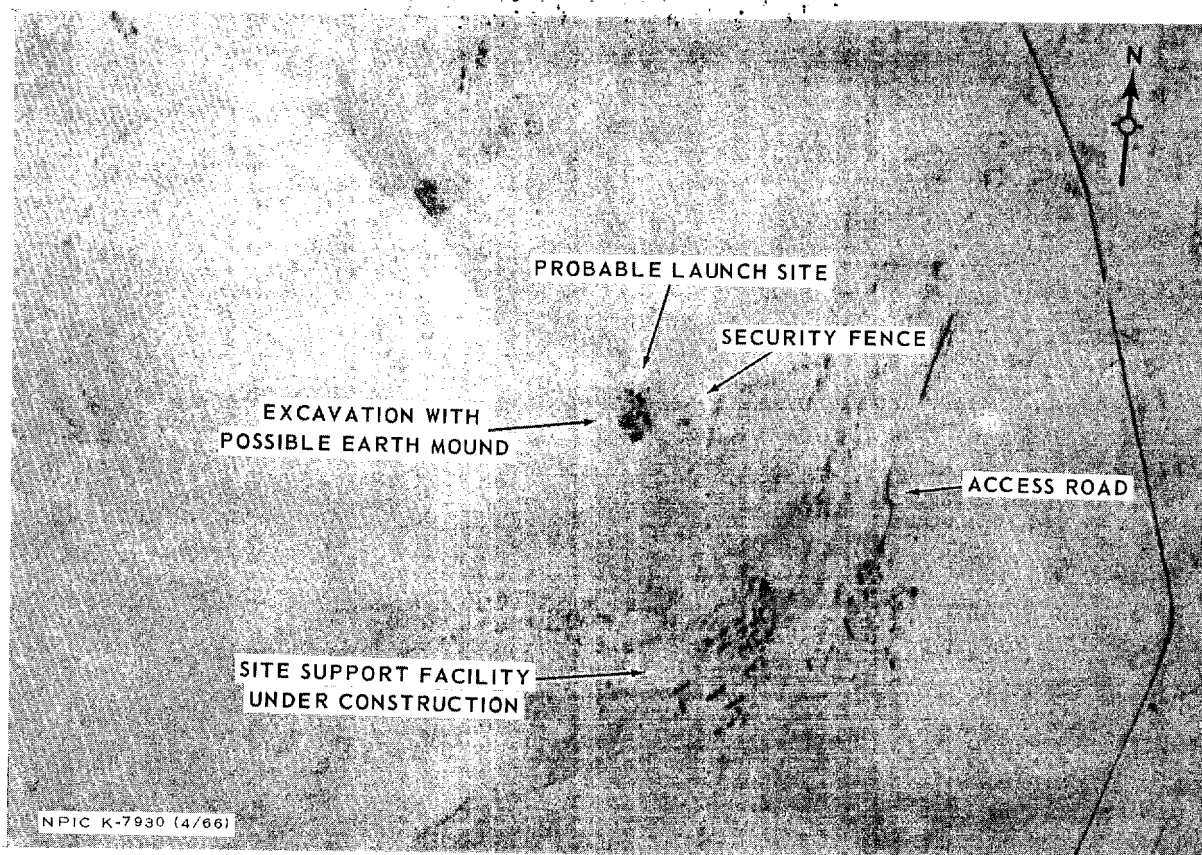 N
PROBABLE LAUNCH SITE
SECURITY FENCE
EXCAVATION WITH
POSSIBLE EARTH MOUND
ACCESS ROAD
SITE SUPPORT FACILITY
UNDER CONSTRUCTION
NPIC K-7930 (4/66)